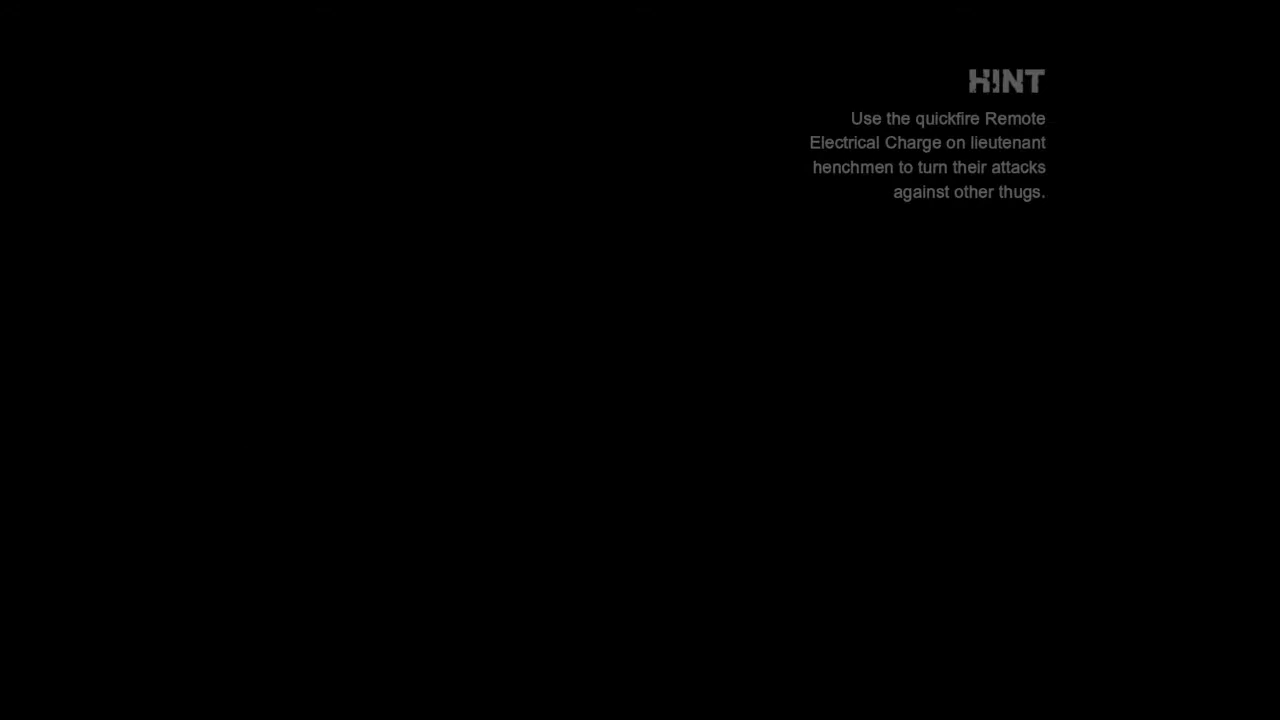 HINT
Use the quickfire Remote
Electrical Charge on lieutenant
henchmen to turn their attacks
against other thugs.